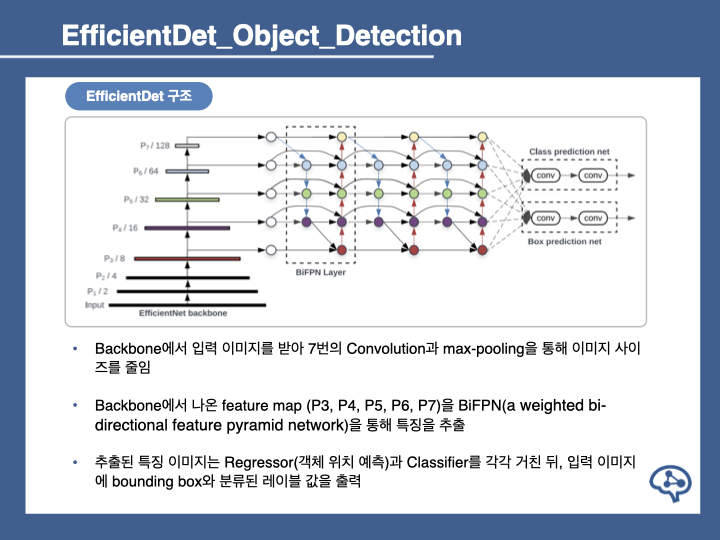 EfficientDet_Object_Detection
EfficientDet 구조
P7 / 128
P6 / 64
P5 / 32
P4 / 16
P3 / 8
P2 / 4
P1 / 2
Input
EfficientNet backbone
BiFPN Layer
Class prediction net
conv
conv
conv
conv
Box prediction net
• Backbone에서 입력 이미지를 받아 7번의 Convolution과 max-pooling을 통해 이미지 사이
즈를 줄임
• Backbone에서 나온 feature map (P3, P4, P5, P6, P7)을 BiFPN(a weighted bi-
directional feature pyramid network)을 통해 특징을 추출
• 추출된 특징 이미지는 Regressor(객체 위치 예측)과 Classifier를 각각 거친 뒤, 입력 이미지
에 bounding box와 분류된 레이블 값을 출력